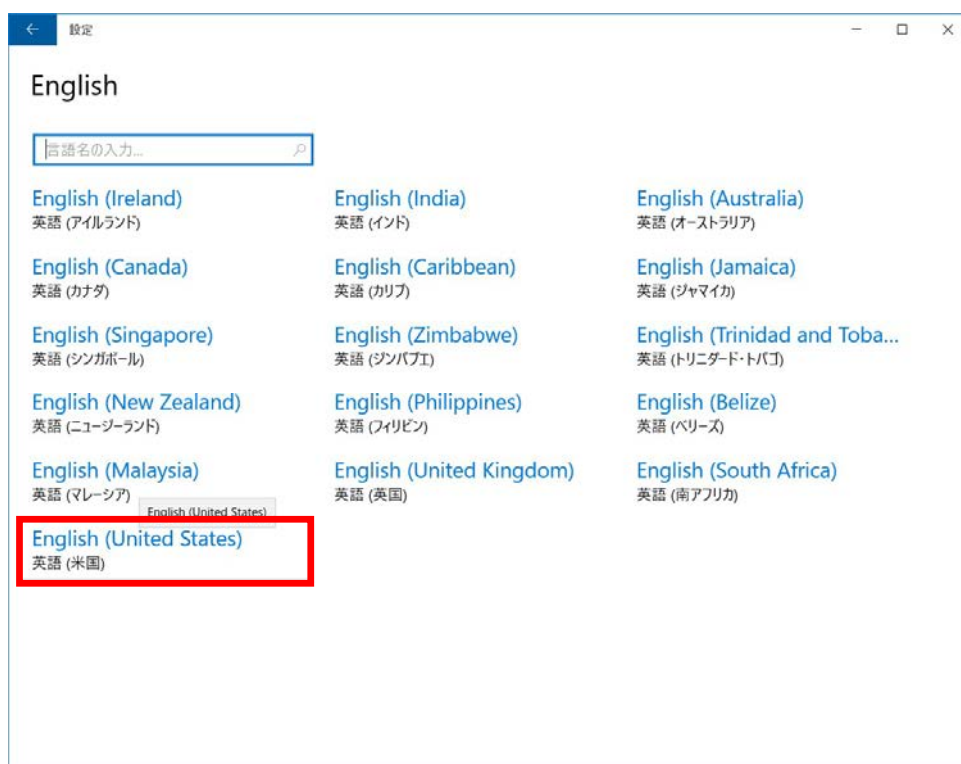 設定
English
言語名の入力...
English (Ireland)
英語 (アイルランド)
English (India)
英語 (インド)
English (Australia)
英語 (オーストラリア)
English (Canada)
英語 (カナダ)
English (Caribbean)
英語 (カリブ)
English (Jamaica)
英語 (ジャマイカ)
English (Singapore)
英語 (シンガポール)
English (Zimbabwe)
英語 (ジンバブエ)
English (Trinidad and Toba...
英語 (トリニダード・トバゴ)
English (New Zealand)
英語 (ニュージーランド)
English (Philippines)
英語 (フィリピン)
English (Belize)
英語 (ベリーズ)
English (Malaysia)
英語 (マレーシア)
English (United Kingdom)
英語 (英国)
English (South Africa)
英語 (南アフリカ)
English (United States)
English (United States)
英語 (米国)